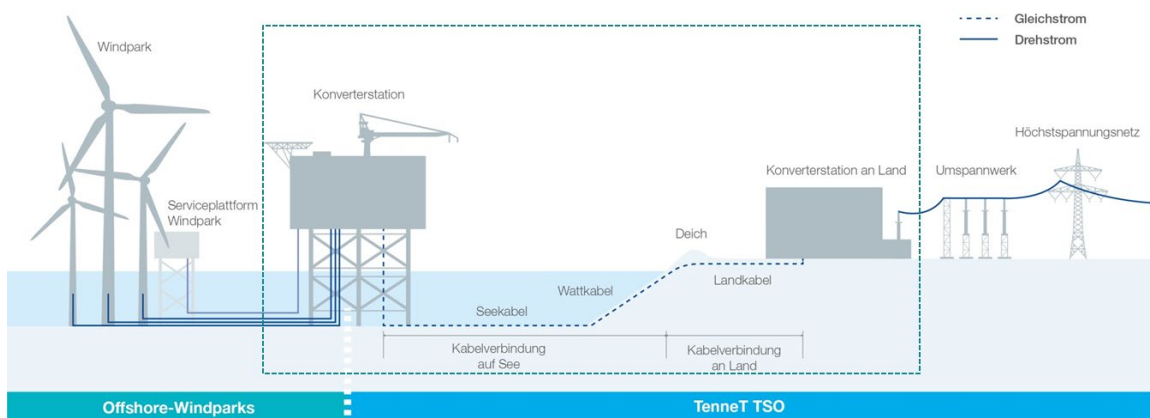 Gleichstrom
Drehstrom
Windpark
Konverterstation
Höchstspannungsnetz
Konverterstation an Land
Umspannwerk
Serviceplattform
Windpark
Deich
Wattkabel
Landkabel
Seekabel
Kabelverbindung
auf See
Kabelverbindung
an Land
Offshore-Windparks
TenneT TSO